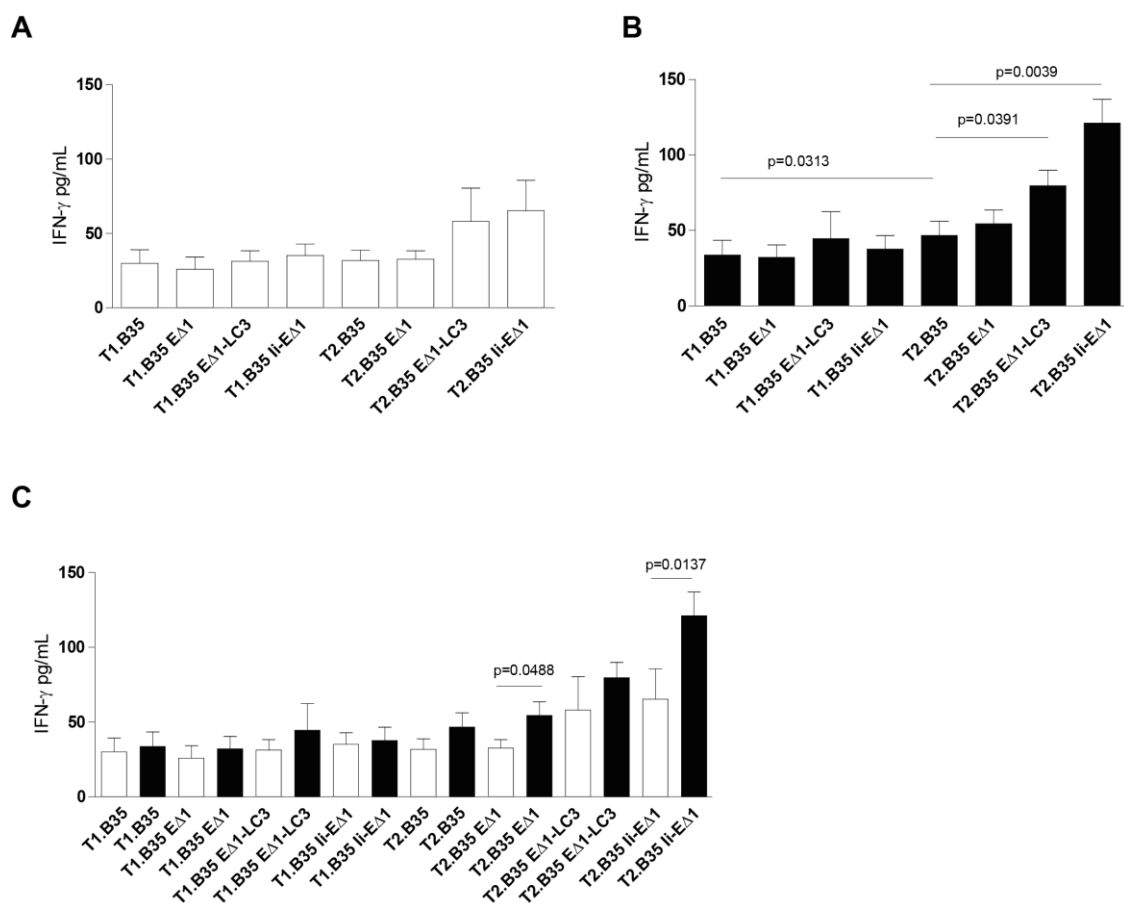 A
IFN-γ pg/mL
150
100
50
0
T1.B35
T1.B35 EΔ1
T1.B35 EΔ1-LC3
T1.B35 Ii-EΔ1
T2.B35
T2.B35 EΔ1
T2.B35 EΔ1-LC3
T2.B35 Ii-EΔ1
B
IFN-γ pg/mL
150
100
50
0
p=0.0039
p=0.0391
p=0.0313
T1.B35
T1.B35 EΔ1
T1.B35 EΔ1-LC3
T1.B35 Ii-EΔ1
T2.B35
T2.B35 EΔ1
T2.B35 EΔ1-LC3
T2.B35 Ii-EΔ1
C
IFN-γ pg/mL
150
100
50
0
p=0.0137
p=0.0488
T1.B35
T1.B35
T1.B35 EΔ1
T1.B35 EΔ1
T1.B35 EΔ1-LC3
T1.B35 EΔ1-LC3
T1.B35 Ii-EΔ1
T1.B35 Ii-EΔ1
T2.B35
T2.B35
T2.B35 EΔ1
T2.B35 EΔ1
T2.B35 EΔ1-LC3
T2.B35 EΔ1-LC3
T2.B35 Ii-EΔ1
T2.B35 Ii-EΔ1